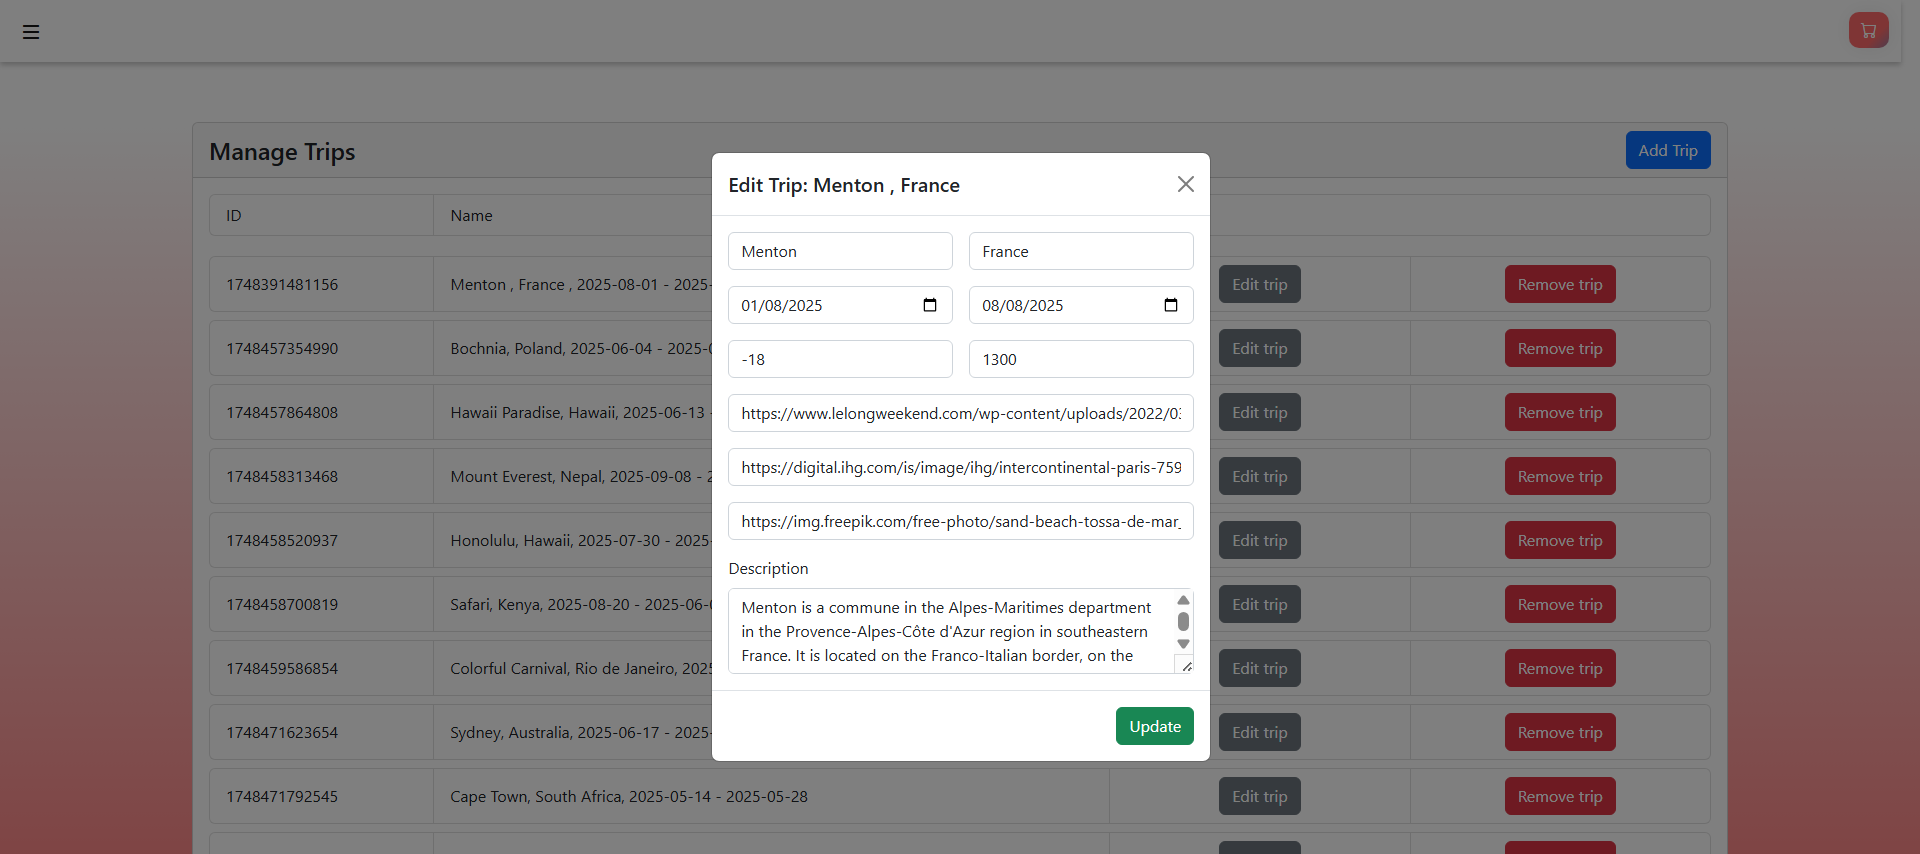 Manage Trips
Add Trip
ID Name
1748391481156 Menton , France , 2025-08-01 - 2025- Edit trip Remove trip
1748457354990 Bochnia, Poland, 2025-06-04 - 2025- Edit trip Remove trip
1748457864808 Hawaii Paradise, Hawaii, 2025-06-13 - Edit trip Remove trip
1748458313468 Mount Everest, Nepal, 2025-09-08 - 2 Edit trip Remove trip
1748458520937 Honolulu, Hawaii, 2025-07-30 - 2025- Edit trip Remove trip
1748458700819 Safari, Kenya, 2025-08-20 - 2025-06- Edit trip Remove trip
1748459586854 Colorful Carnival, Rio de Janeiro, 2025 Edit trip Remove trip
1748471623654 Sydney, Australia, 2025-06-17 - 2025- Edit trip Remove trip
1748471792545 Cape Town, South Africa, 2025-05-14 - 2025-05-28 Edit trip Remove trip
Edit Trip: Menton , France
Menton France
01/08/2025 08/08/2025
-18 1300
https://www.lelongweekend.com/wp-content/uploads/2022/03
https://digital.ihg.com/is/image/ihg/intercontinental-paris-759
https://img.freepik.com/free-photo/sand-beach-tossa-de-mar_
Description
Menton is a commune in the Alpes-Maritimes department
in the Provence-Alpes-Côte d'Azur region in southeastern
France. It is located on the Franco-Italian border, on the
Update